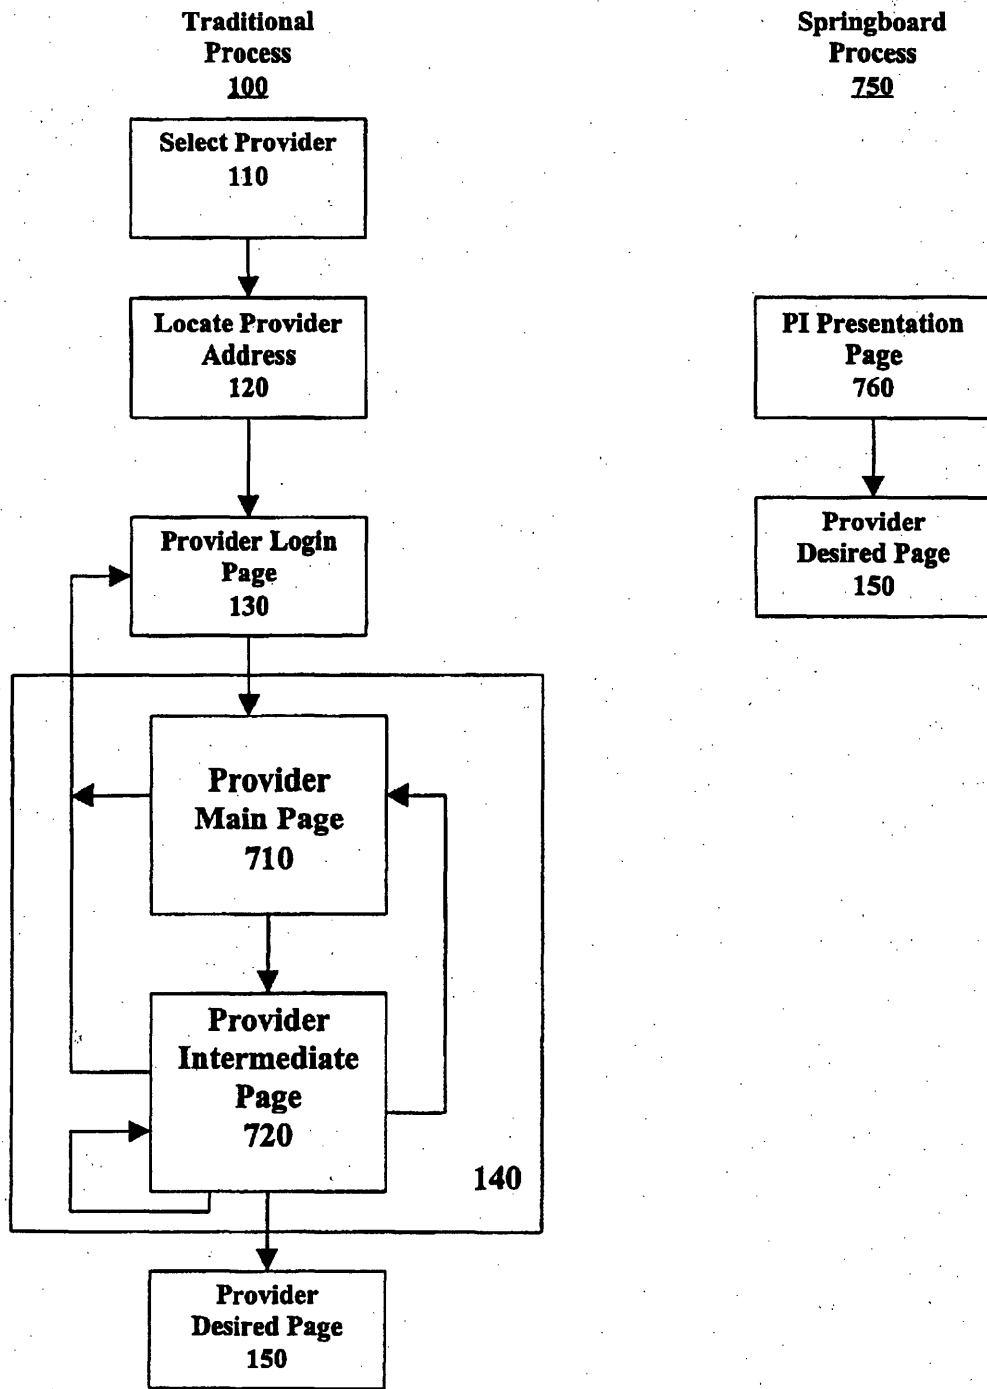 Traditional
Process
100
Select Provider
110
Locate Provider
Address
120
Provider Login
Page
130
Provider
Main Page
710
Provider
Intermediate
Page
720
140
Provider
Desired Page
150
Springboard
Process
750
PI Presentation
Page
760
Provider
Desired Page
150